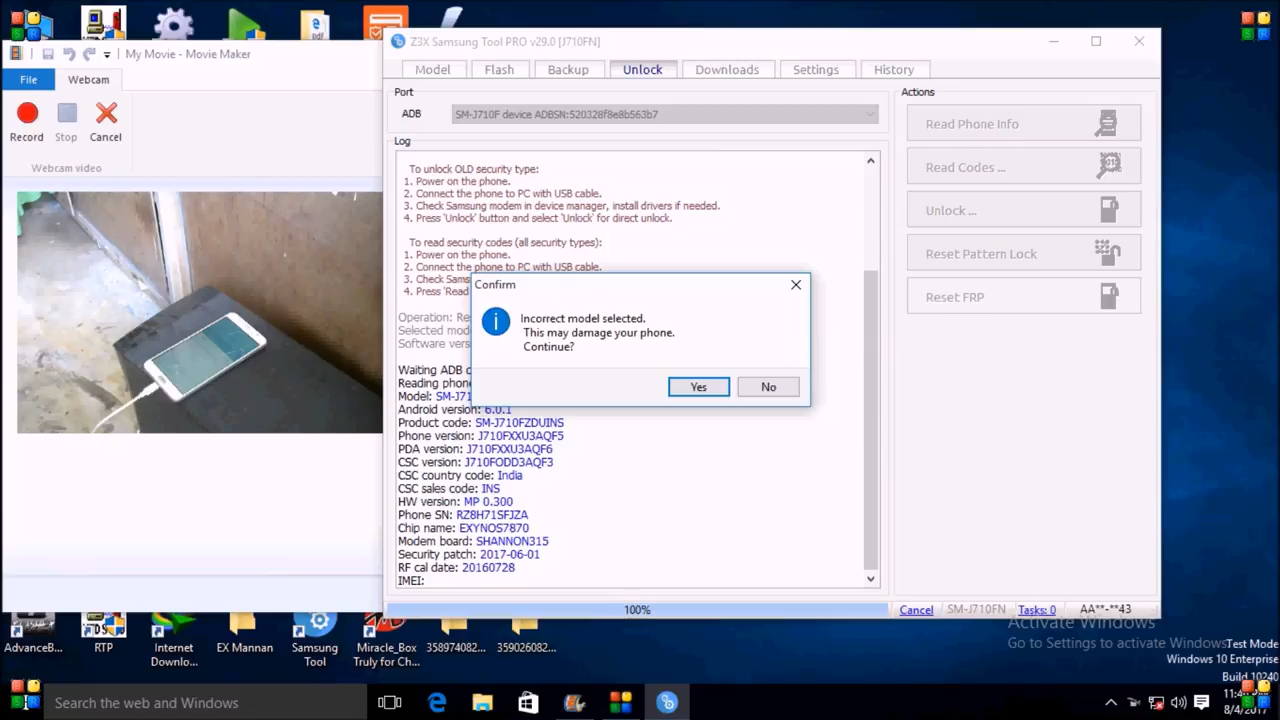 My Movie - Movie Maker
File
Webcam
Record
Stop
Cancel
Webcam video
Z3X Samsung Tool PRO v29.0 [J710FN]
Model
Flash
Backup
Unlock
Downloads
Settings
History
Port
ADB
SM-J710F device ADBSN:520328f8e8b563b7
Log
To unlock OLD security type:
1. Power on the phone.
2. Connect the phone to PC with USB cable.
3. Check Samsung modem in device manager, install drivers if needed.
4. Press 'Unlock' button and select 'Unlock' for direct unlock.
To read security codes (all security types):
1. Power on the phone.
2. Connect the phone to PC with USB cable.
3. Check
4. Press 'Read
Operation:
Selected
Software
Waiting ADB
Reading
Model:
Android version: 6.0.1
Product code: SM-J710FZDUINS
Phone version: J710FXXU3AQF5
PDA version: J710FXXU3AQF6
CSC version: J710FODD3AQF3
CSC country code: India
CSC sales code: INS
HW version: MP 0.300
Phone SN: RZ8H71SFJZA
Chip name: EXYNOS7870
Modem board: SHANNON315
Security patch: 2017-06-01
RF cal date: 20160728
IMEI:
Confirm
Incorrect model selected.
This may damage your phone.
Continue?
Yes
No
Actions
Read Phone Info
Read Codes ...
Unlock ...
Reset Pattern Lock
Reset FRP
100%
Cancel
SM-J710FN
Tasks: 0
AA**-**43
Activate Windows
Go to Settings to activate Windows
Test Mode
Windows 10 Enterprise
Build 10240
pdf
AdvanceB...
RTP
Internet
Downlo...
EX Mannan
Samsung
Tool
Miracle_Box
Truly for Ch...
358974082...
359026082...
Search the web and Windows
8/4/2017